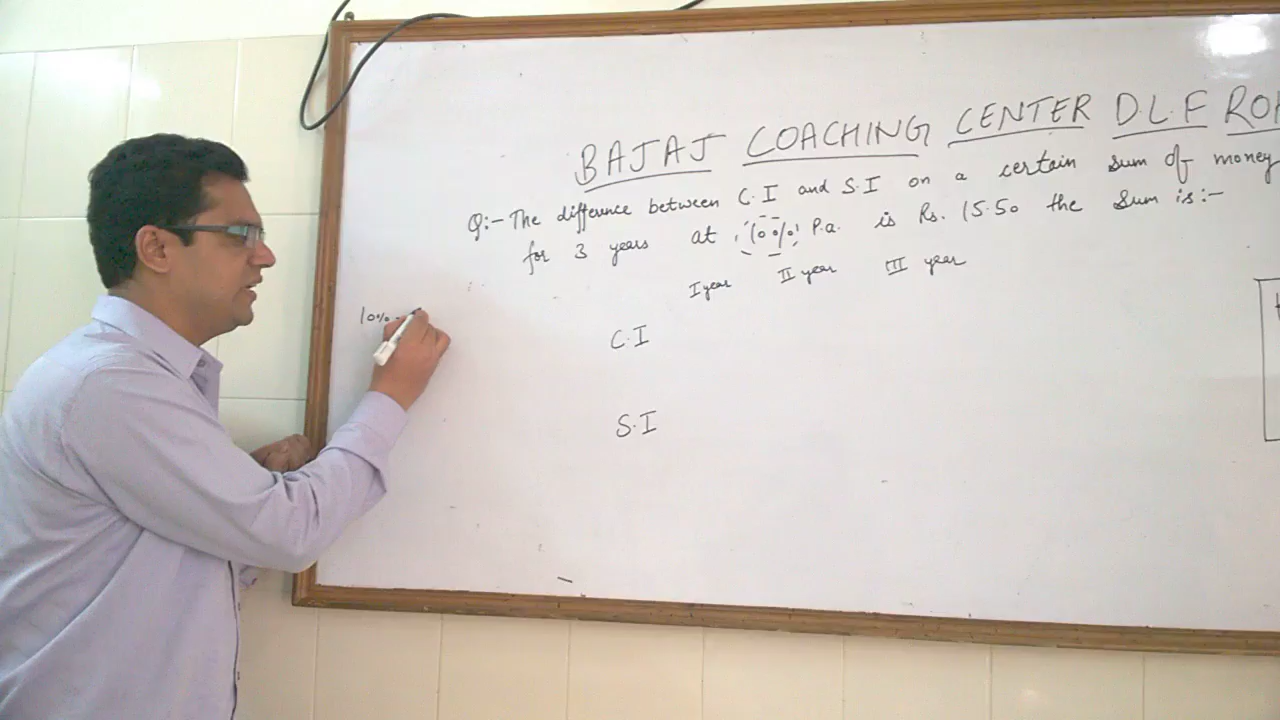 BAJAJ COACHING CENTER D.L.F
Q:- The difference between C.I and S.I on a certain sum of money
for 3 years at 10% P.a. is Rs. 15.50 the Sum is:-
I year II year III year
10%
C.I
S.I